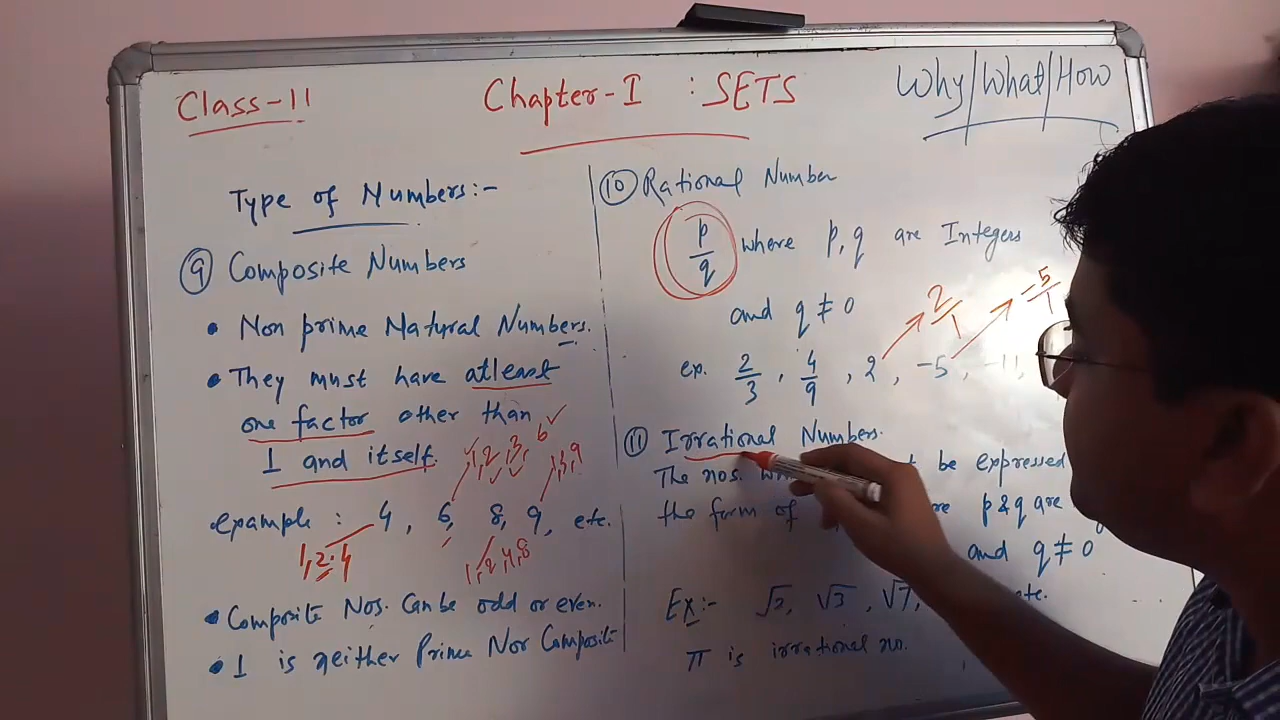 Class-11
Chapter-I : SETS
Why/What/How
Type of Numbers:-
9 Composite Numbers
• Non prime Natural Numbers.
• They must have atleast
one factor other than
1 and itself.
1,2,3, 6
1,3,9
example : 4, 6, 8, 9, etc.
1,2,4
1,2,4,8
• Composite Nos. Can be odd or even.
• 1 is neither Prime Nor Composite
10 Rational Number
p/q where p,q are Integers
and q ≠ 0
2/1 -5/1
ex. 2/3, 4/9, 2, -5, -11,
11 Irrational Numbers.
The nos. be expressed
the form of p & q are
and q ≠ 0
Ex:- √2, √3, √7, etc.
π is irrational no.